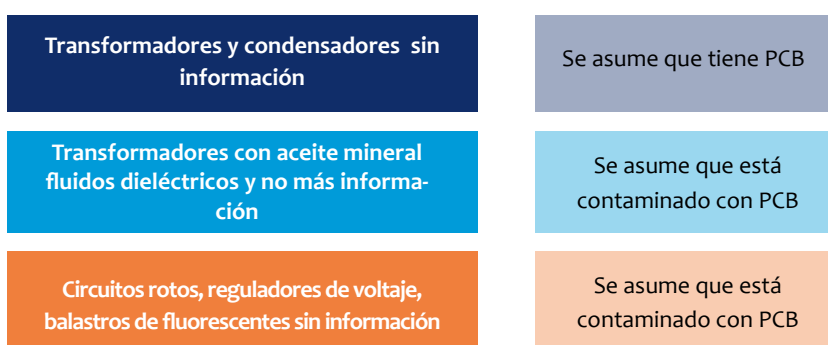 Transformadores y condensadores sin
información
Se asume que tiene PCB
Transformadores con aceite mineral
fluidos dieléctricos y no más informa-
ción
Se asume que está
contaminado con PCB
Circuitos rotos, reguladores de voltaje,
balastros de fluorescentes sin información
Se asume que está
contaminado con PCB